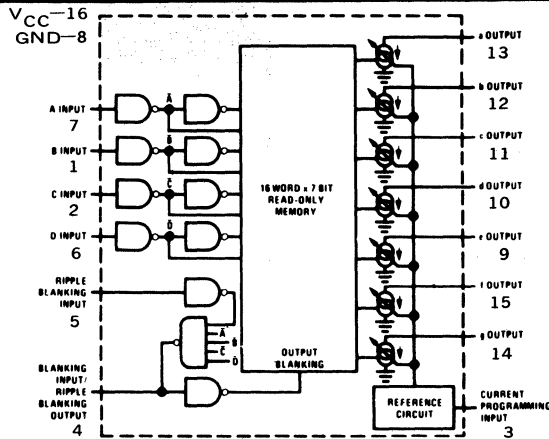 VCC—16
GND—8
A INPUT
7
B INPUT
1
C INPUT
2
D INPUT
6
RIPPLE
BLANKING
INPUT
5
BLANKING
INPUT/
RIPPLE
BLANKING
OUTPUT
4
Ā
B̄
C̄
D̄
Ā
B̄
C̄
D̄
16 WORD x 7 BIT
READ-ONLY
MEMORY
OUTPUT
BLANKING
a OUTPUT
13
b OUTPUT
12
c OUTPUT
11
d OUTPUT
10
e OUTPUT
9
f OUTPUT
15
g OUTPUT
14
REFERENCE
CIRCUIT
CURRENT
PROGRAMMING
INPUT
3